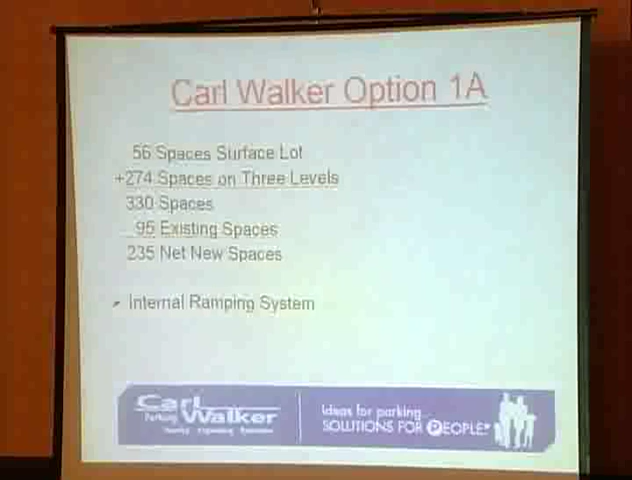 Carl Walker Option 1A
56 Spaces Surface Lot
+274 Spaces on Three Levels
330 Spaces
95 Existing Spaces
235 Net New Spaces
Internal Ramping System
Carl
Parking Walker
Ideas for parking
SOLUTIONS FOR PEOPLE